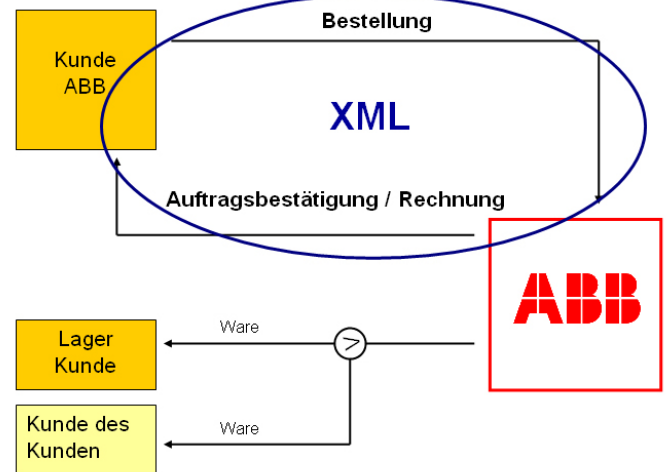 Bestellung
Kunde
ABB
XML
Auftragsbestätigung / Rechnung
ABB
Ware
Lager
Kunde
Kunde des
Kunden
Ware